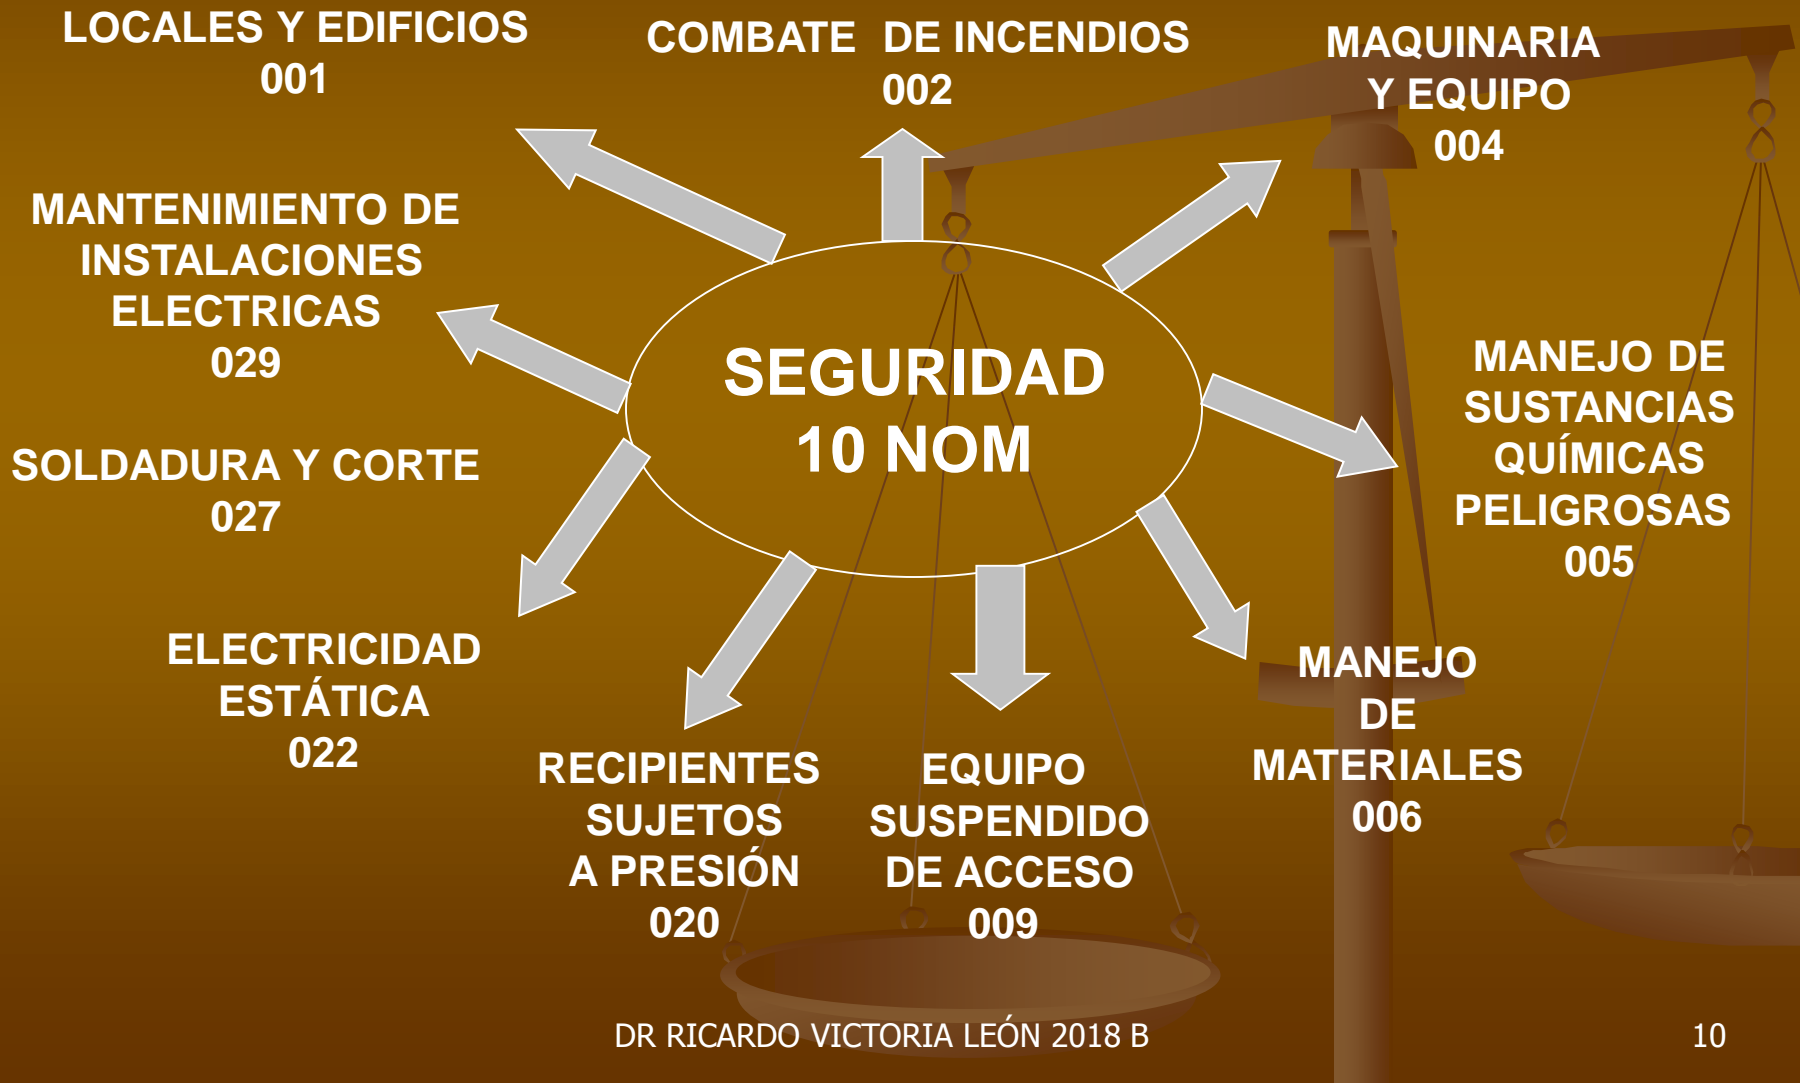 LOCALES Y EDIFICIOS
001
COMBATE DE INCENDIOS
002
MAQUINARIA
Y EQUIPO
004
MANTENIMIENTO DE
INSTALACIONES
ELECTRICAS
029
SEGURIDAD
10 NOM
MANEJO DE
SUSTANCIAS
QUÍMICAS
PELIGROSAS
005
SOLDADURA Y CORTE
027
ELECTRICIDAD
ESTÁTICA
022
RECIPIENTES
SUJETOS
A PRESIÓN
020
EQUIPO
SUSPENDIDO
DE ACCESO
009
MANEJO
DE
MATERIALES
006
DR RICARDO VICTORIA LEÓN 2018 B
10